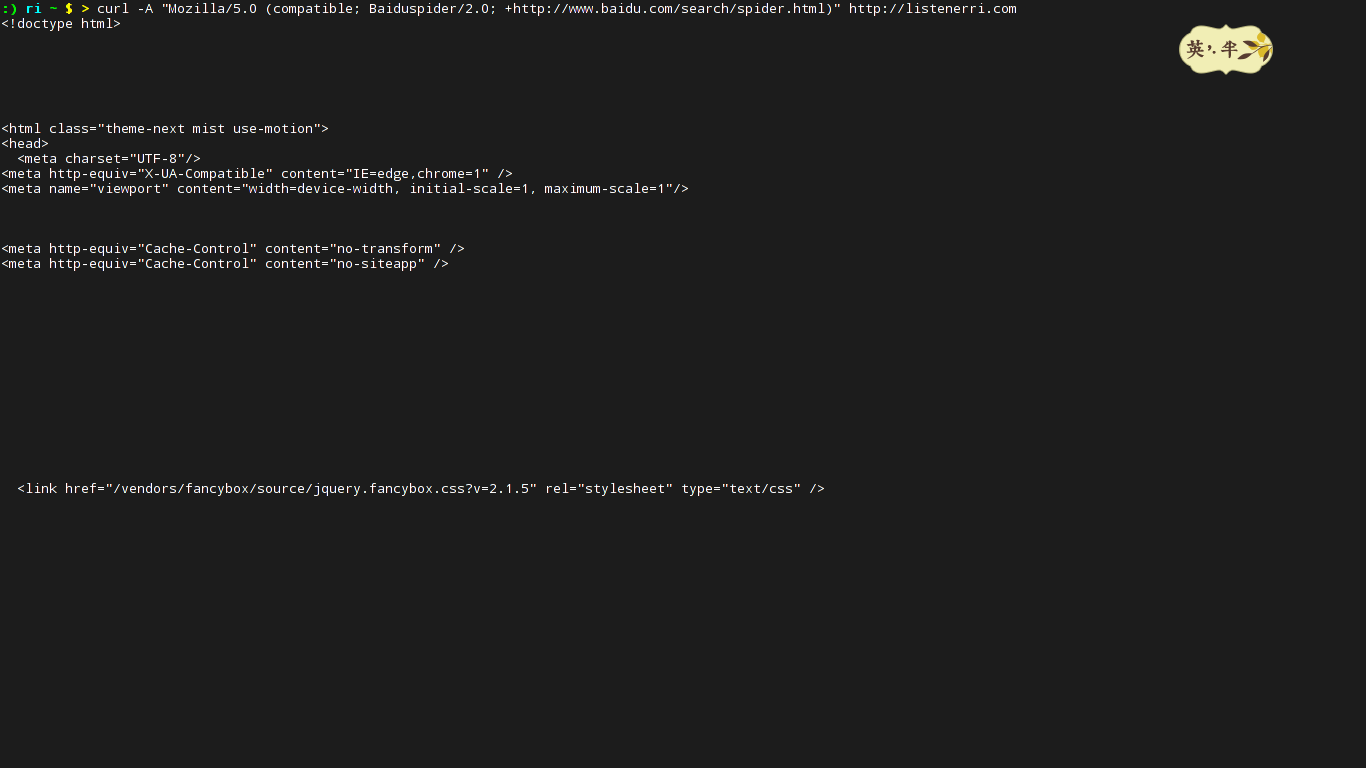 :) ri ~ $ > curl -A "Mozilla/5.0 (compatible; Baiduspider/2.0; +http://www.baidu.com/search/spider.html)" http://listenerri.com
<!doctype html>
英 ’. 半
<html class="theme-next mist use-motion">
<head>
  <meta charset="UTF-8"/>
<meta http-equiv="X-UA-Compatible" content="IE=edge,chrome=1" />
<meta name="viewport" content="width=device-width, initial-scale=1, maximum-scale=1"/>
<meta http-equiv="Cache-Control" content="no-transform" />
<meta http-equiv="Cache-Control" content="no-siteapp" />
  <link href="/vendors/fancybox/source/jquery.fancybox.css?v=2.1.5" rel="stylesheet" type="text/css" />